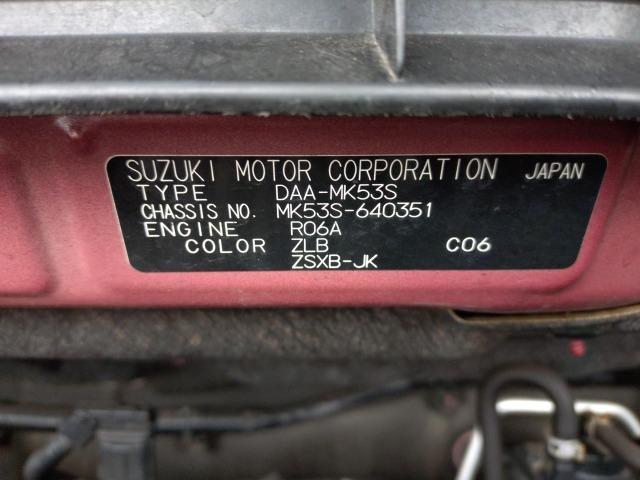 SUZUKI MOTOR CORPORATION JAPAN
TYPE DAA-MK53S
CHASSIS NO. MK53S-640351
ENGINE R06A
COLOR ZLB C06
ZSXB-JK